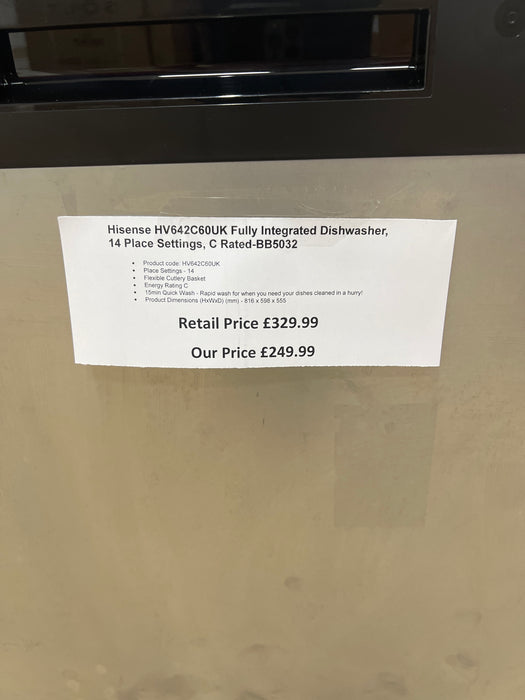 Hisense HV642C60UK Fully Integrated Dishwasher,
14 Place Settings, C Rated-BB5032
• Product code: HV642C60UK
• Place Settings - 14
• Flexible Cutlery Basket
• Energy Rating C
• 15min Quick Wash - Rapid wash for when you need your dishes cleaned in a hurry!
• Product Dimensions (HxWxD) (mm) - 816 x 598 x 555
Retail Price £329.99
Our Price £249.99